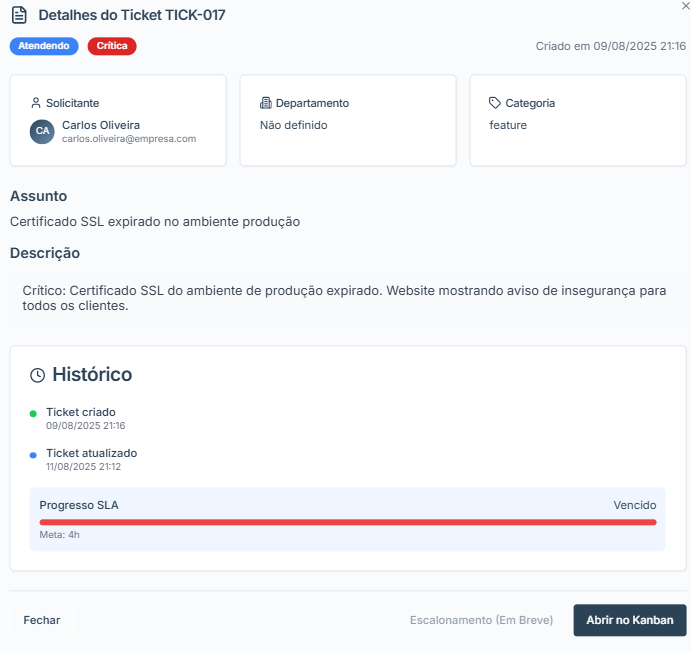 Detalhes do Ticket TICK-017
Atendendo
Crítica
Criado em 09/08/2025 21:16
Solicitante
CA
Carlos Oliveira
carlos.oliveira@empresa.com
Departamento
Não definido
Categoria
feature
Assunto
Certificado SSL expirado no ambiente produção
Descrição
Crítico: Certificado SSL do ambiente de produção expirado. Website mostrando aviso de insegurança para
todos os clientes.
Histórico
Ticket criado
09/08/2025 21:16
Ticket atualizado
11/08/2025 21:12
Progresso SLA
Vencido
Meta: 4h
Fechar
Escalonamento (Em Breve)
Abrir no Kanban